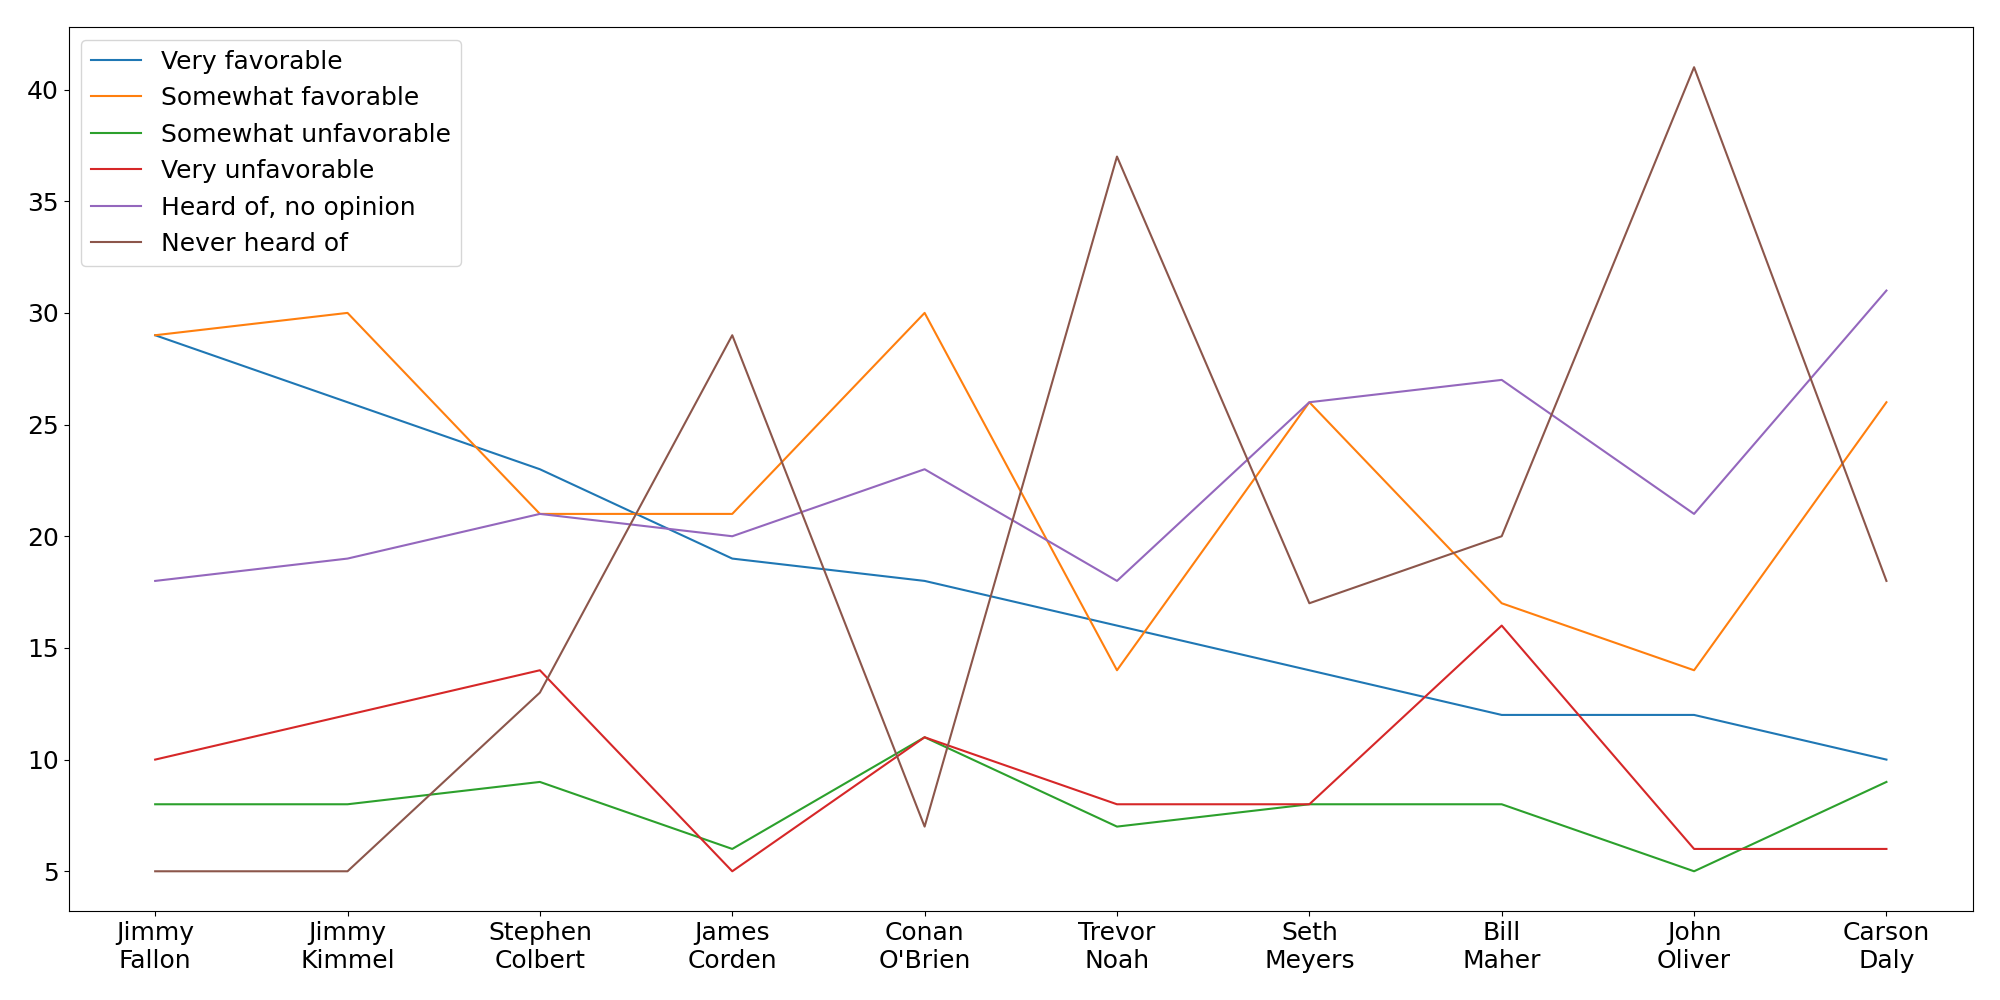 Very favorable
Somewhat favorable
Somewhat unfavorable
Very unfavorable
Heard of, no opinion
Never heard of
40
35
30
25
20
15
10
5
Jimmy Fallon
Jimmy Kimmel
Stephen Colbert
James Corden
Conan O'Brien
Trevor Noah
Seth Meyers
Bill Maher
John Oliver
Carson Daly